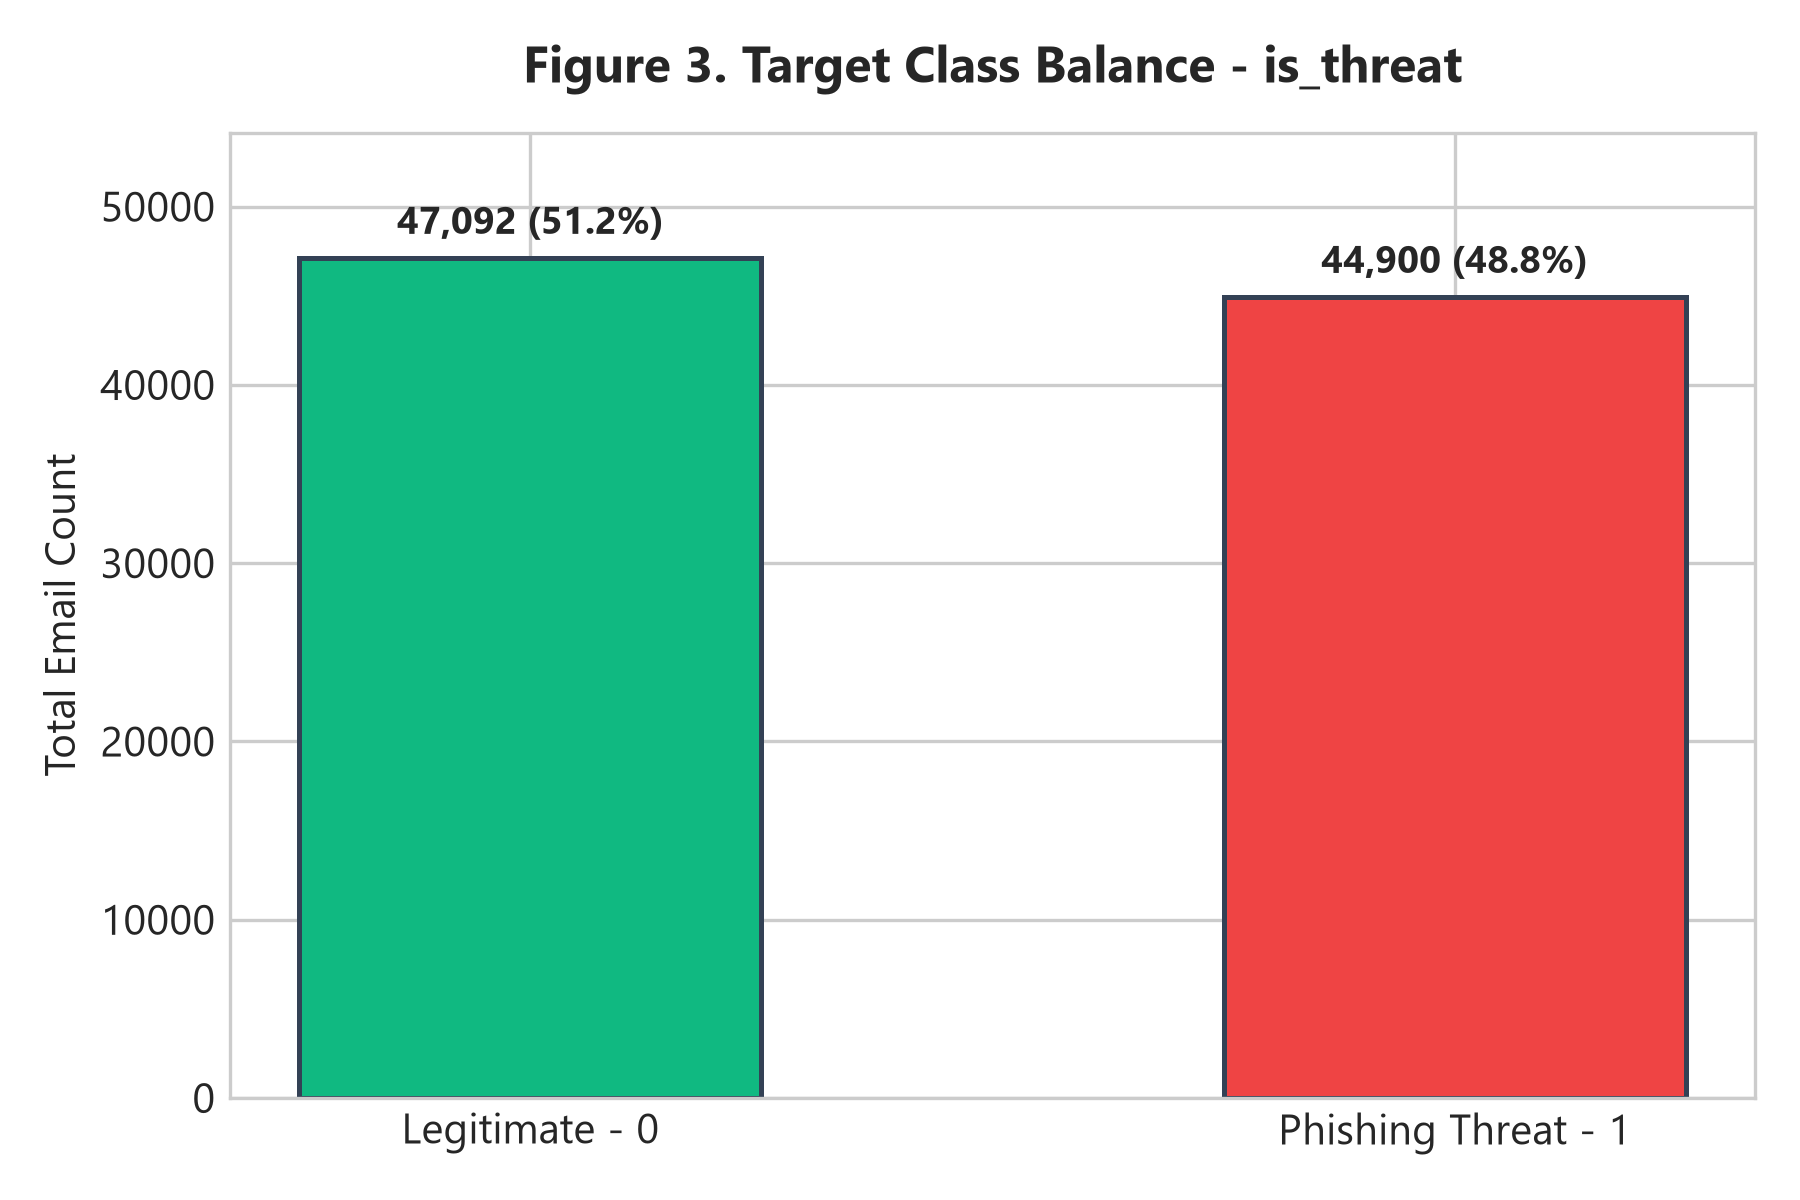 Figure 3. Target Class Balance - is_threat
Total Email Count
50000
40000
30000
20000
10000
0
47,092 (51.2%)
44,900 (48.8%)
Legitimate - 0
Phishing Threat - 1